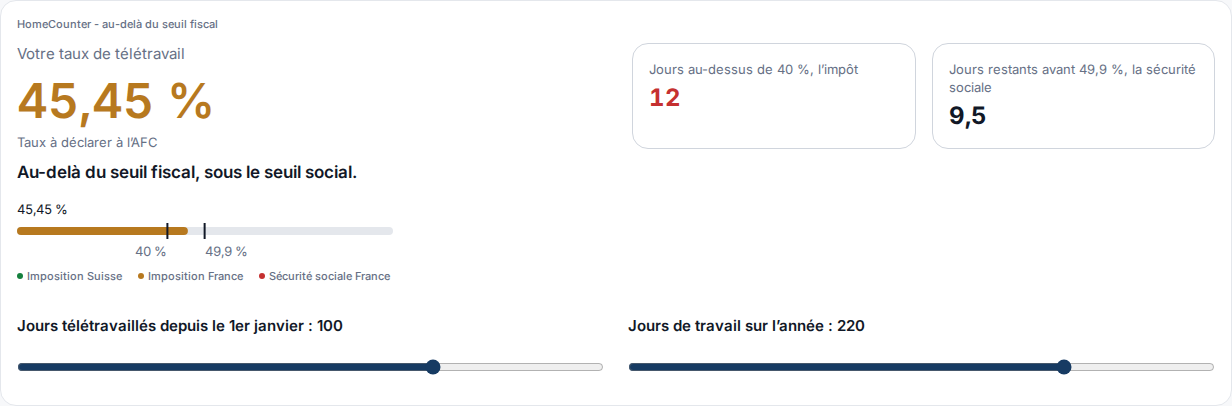 HomeCounter - au-delà du seuil fiscal
Votre taux de télétravail
45,45 %
Taux à déclarer à l’AFC
Au-delà du seuil fiscal, sous le seuil social.
45,45 %
40 %
49,9 %
Imposition Suisse
Imposition France
Sécurité sociale France
Jours au-dessus de 40 %, l’impôt
12
Jours restants avant 49,9 %, la sécurité
sociale
9,5
Jours télétravaillés depuis le 1er janvier : 100
Jours de travail sur l’année : 220